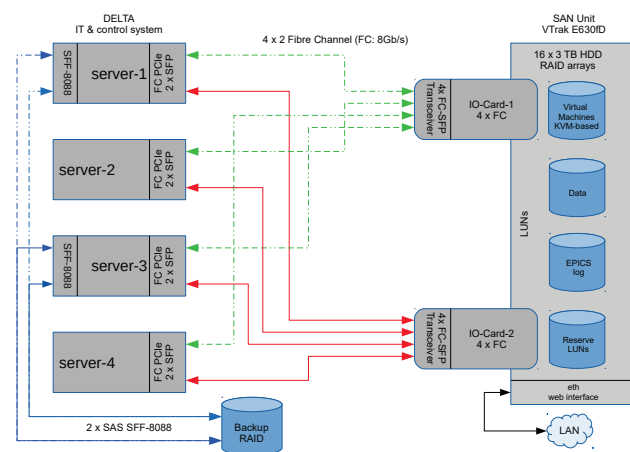 DELTA
IT & control system
4 x 2 Fibre Channel (FC: 8Gb/s)
SAN Unit
VTrak E630fD
SFF-8088
server-1
FC PCIe
2 x SFP
16 x 3 TB HDD
RAID arrays
4x FC-SFP
Transceiver
IO-Card-1
4 x FC
Virtual
Machines
KVM-based
server-2
FC PCIe
2 x SFP
Data
LUNs
SFF-8088
server-3
FC PCIe
2 x SFP
EPICS
log
4x FC-SFP
Transceiver
IO-Card-2
4 x FC
Reserve
LUNs
server-4
FC PCIe
2 x SFP
eth
web interface
2 x SAS SFF-8088
Backup
RAID
LAN